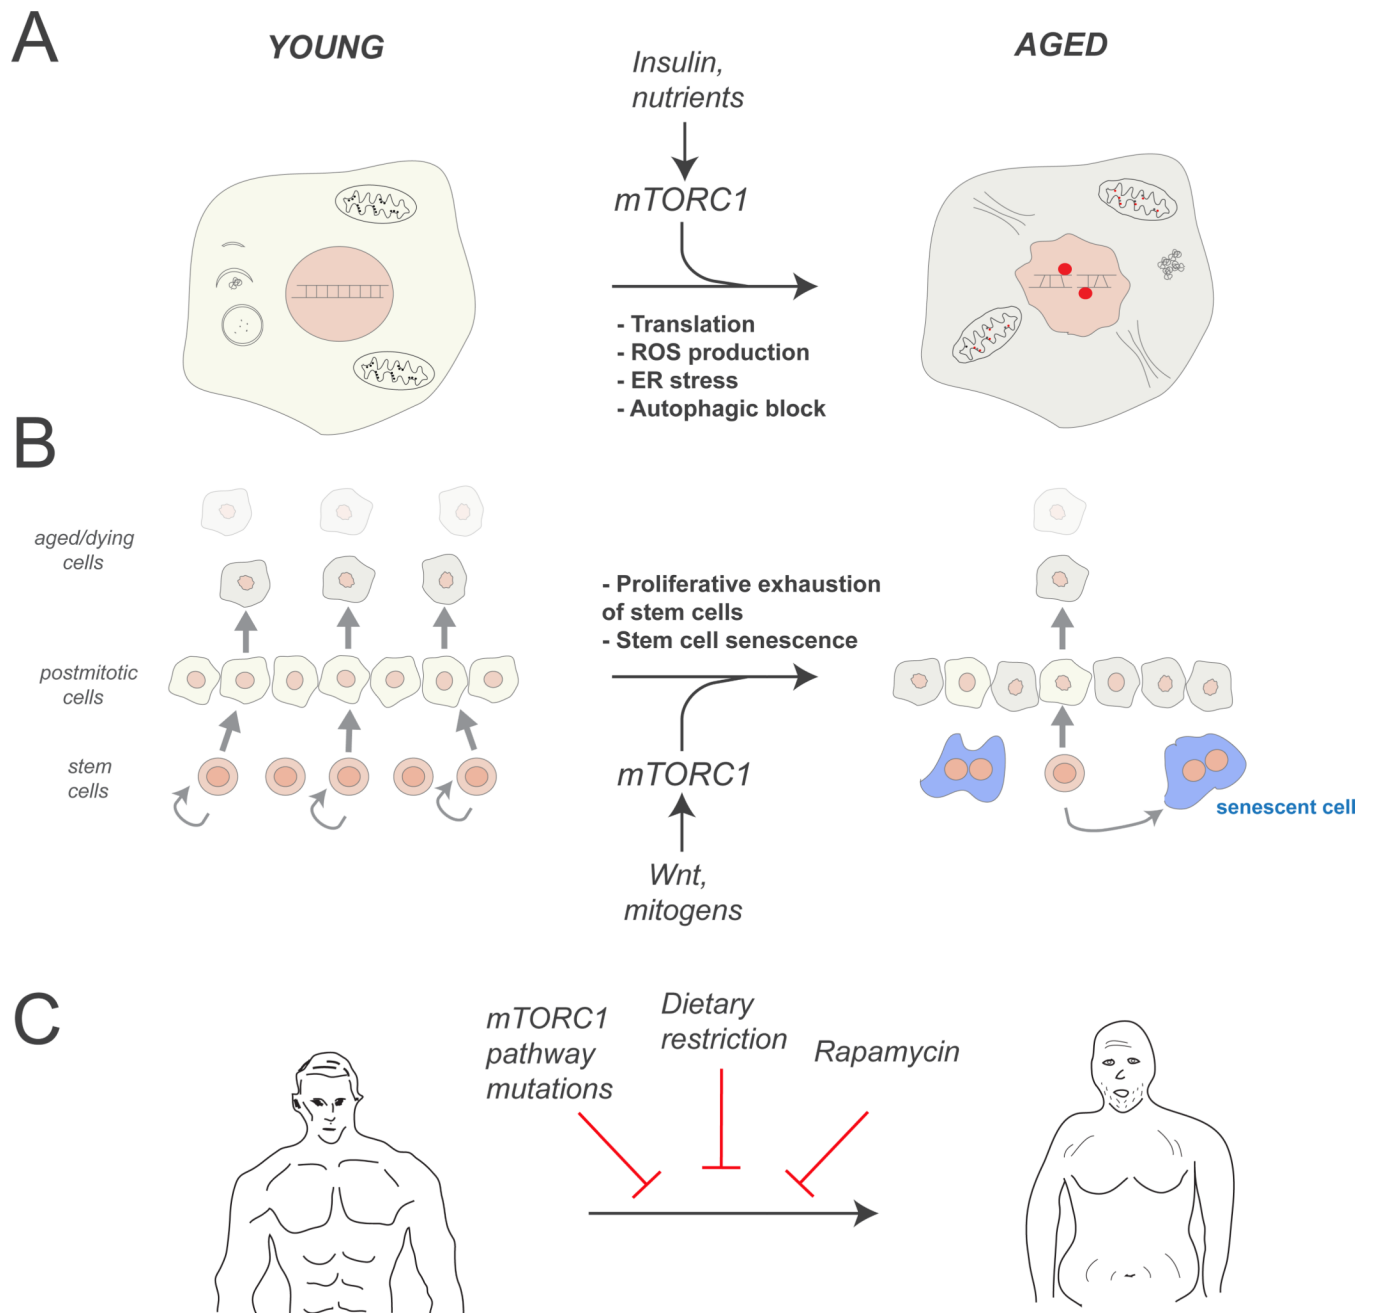 A
YOUNG
AGED
Insulin,
nutrients
mTORC1
- Translation
- ROS production
- ER stress
- Autophagic block
B
aged/dying
cells
postmitotic
cells
stem
cells
- Proliferative exhaustion
of stem cells
- Stem cell senescence
mTORC1
Wnt,
mitogens
senescent cell
C
mTORC1
pathway
mutations
Dietary
restriction
Rapamycin